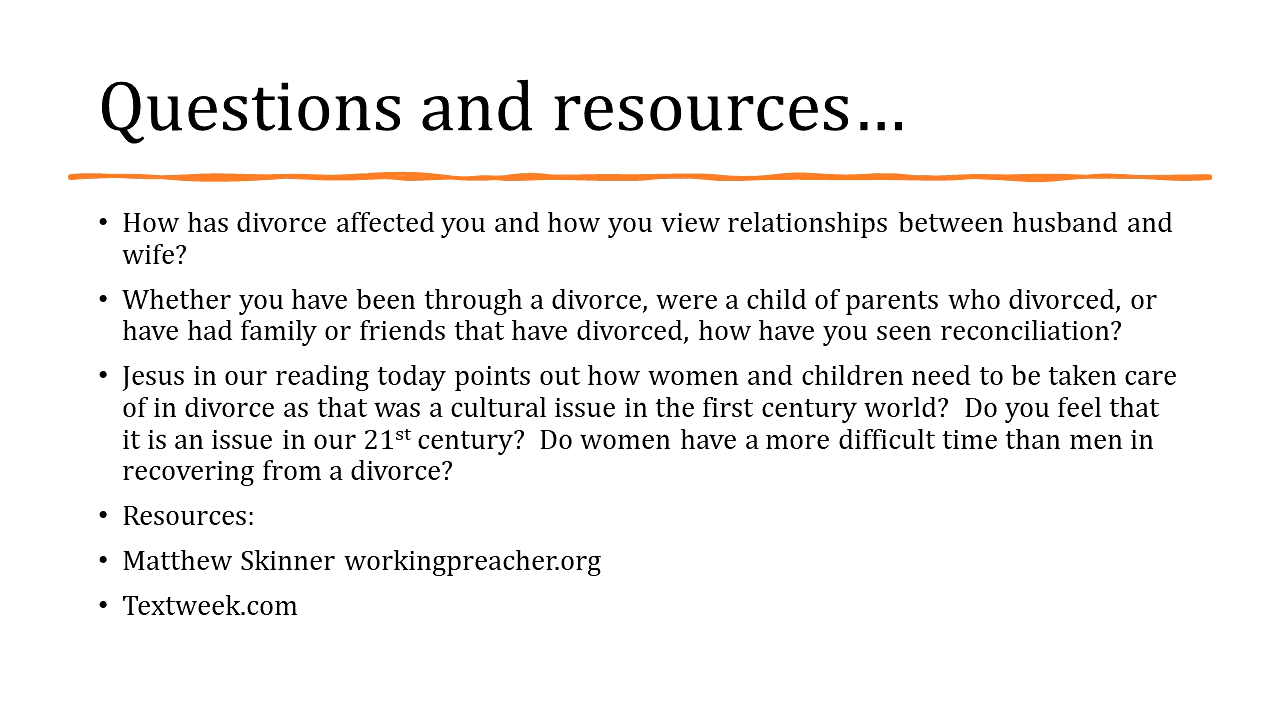 Questions and resources…
• How has divorce affected you and how you view relationships between husband and
wife?
• Whether you have been through a divorce, were a child of parents who divorced, or
have had family or friends that have divorced, how have you seen reconciliation?
• Jesus in our reading today points out how women and children need to be taken care
of in divorce as that was a cultural issue in the first century world?  Do you feel that
it is an issue in our 21st century?  Do women have a more difficult time than men in
recovering from a divorce?
• Resources:
• Matthew Skinner workingpreacher.org
• Textweek.com